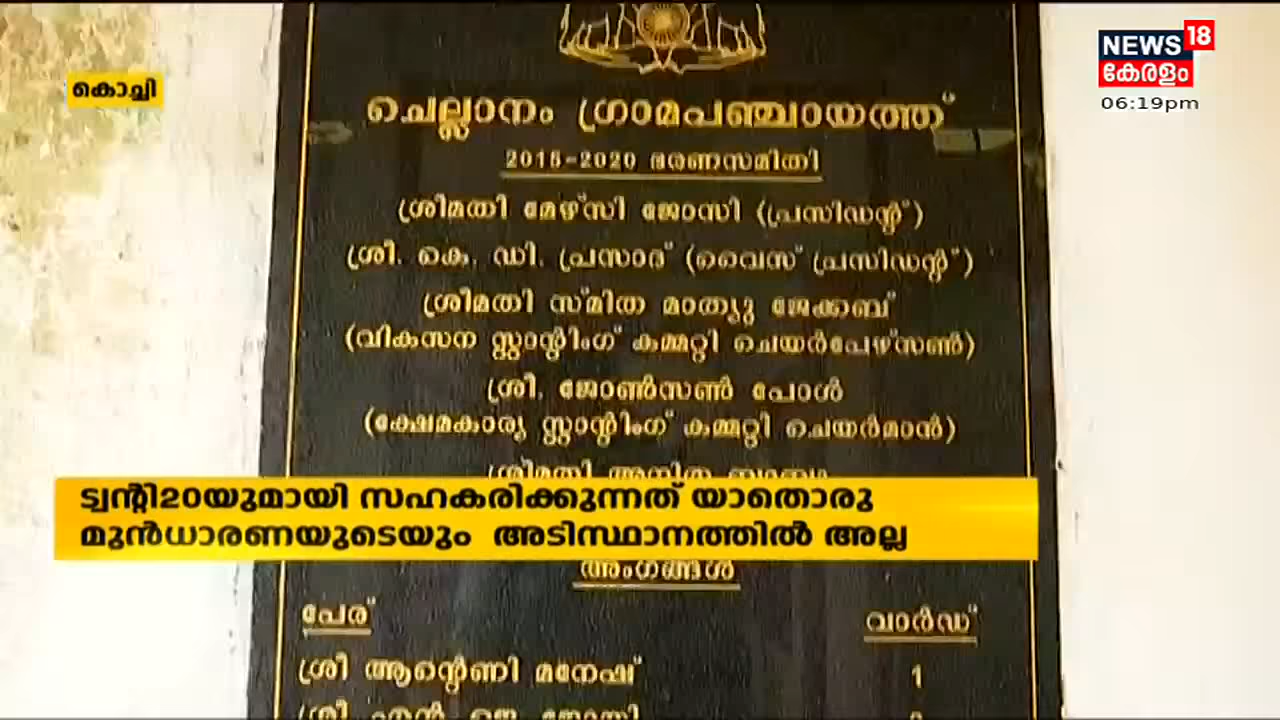 NEWS 18
കേരളം
06:19pm
കൊച്ചി
ചെല്ലാനം ഗ്രാമപഞ്ചായത്ത്
2015-2020 ഭരണസമിതി
ശ്രീമതി മേഴ്സി ജോസി (പ്രസിഡന്റ്)
ശ്രീ. കെ. ഡി. പ്രസാദ് (വൈസ് പ്രസിഡന്റ്)
ശ്രീമതി സ്മിത മാത്യു ജേക്കബ്
(വികസന സ്റ്റാന്റിംഗ് കമ്മറ്റി ചെയർപേഴ്സൺ)
ശ്രീ. ജോൺസൺ പോൾ
(ക്ഷേമകാര്യ സ്റ്റാന്റിംഗ് കമ്മറ്റി ചെയർമാൻ)
ശ്രീമതി അനിത
ട്വന്റി20യുമായി സഹകരിക്കുന്നത് യാതൊരു
മുൻധാരണയുടെയും അടിസ്ഥാനത്തിൽ അല്ല
അംഗങ്ങൾ
പേര് വാർഡ്
ശ്രീ ആന്റെണി മനേഷ് 1